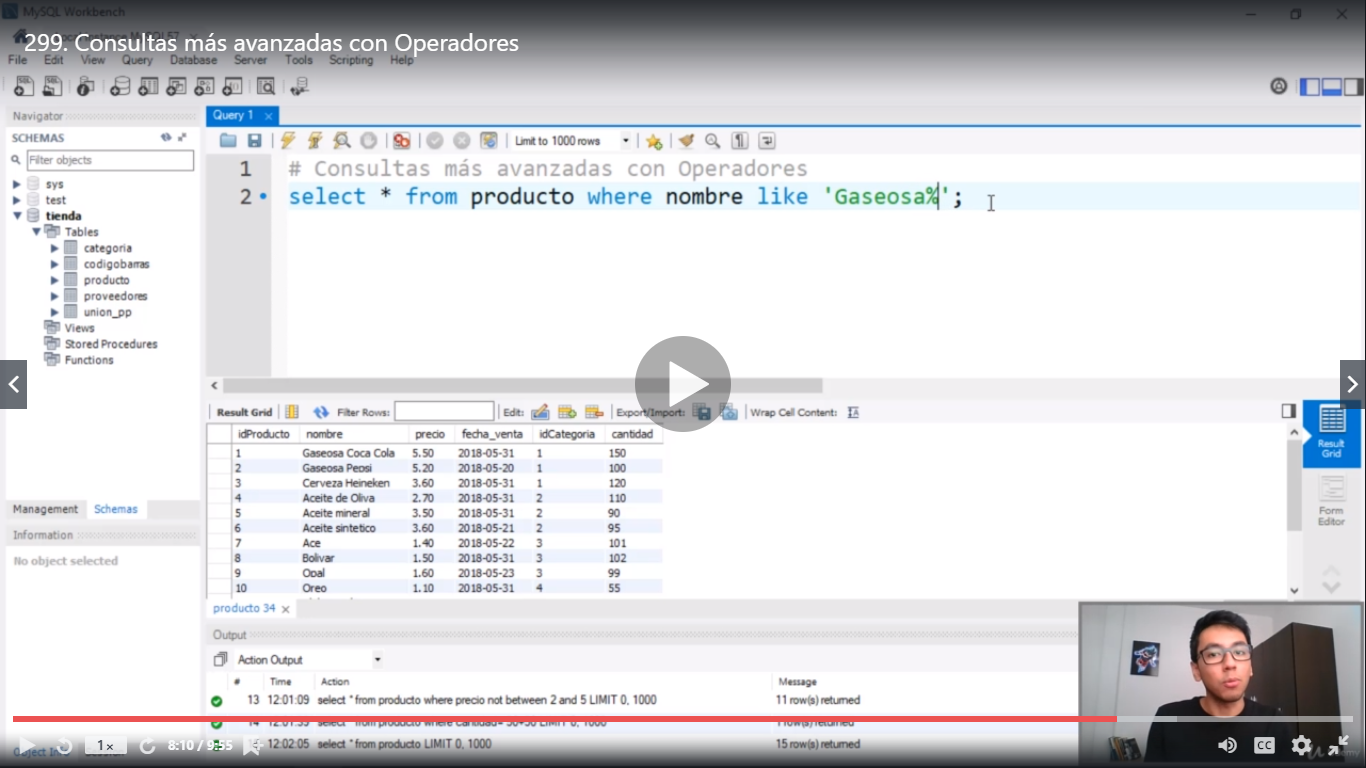 MySQL Workbench
299. Consultas más avanzadas con Operadores
File Edit View Query Database Server Tools Scripting Help
Navigator
SCHEMAS
Filter objects
sys
test
tienda
Tables
categoria
codigobarras
producto
proveedores
union_pp
Views
Stored Procedures
Functions
Management Schemas
Information
No object selected
Query 1
Limit to 1000 rows
1 # Consultas más avanzadas con Operadores
2 select * from producto where nombre like 'Gaseosa%';
Result Grid Filter Rows: Edit: Export/Import: Wrap Cell Content:
idProducto nombre precio fecha_venta idCategoria cantidad
1 Gaseosa Coca Cola 5.50 2018-05-31 1 150
2 Gaseosa Pepsi 5.20 2018-05-20 1 100
3 Cerveza Heineken 3.60 2018-05-31 1 120
4 Aceite de Oliva 2.70 2018-05-31 2 110
5 Aceite mineral 3.50 2018-05-31 2 90
6 Aceite sintetico 3.60 2018-05-21 2 95
7 Ace 1.40 2018-05-22 3 101
8 Bolivar 1.50 2018-05-31 3 102
9 Opal 1.60 2018-05-23 3 99
10 Oreo 1.10 2018-05-31 4 55
Result Grid
Form Editor
producto 34
Output
Action Output
# Time Action Message
13 12:01:09 select * from producto where precio not between 2 and 5 LIMIT 0, 1000 11 row(s) returned
14 12:01:53 select * from producto where cantidad= 50+50 LIMIT 0, 1000 1 row(s) returned
12:02:05 select * from producto LIMIT 0, 1000 15 row(s) returned
1x 8:10 / 9:55
CC